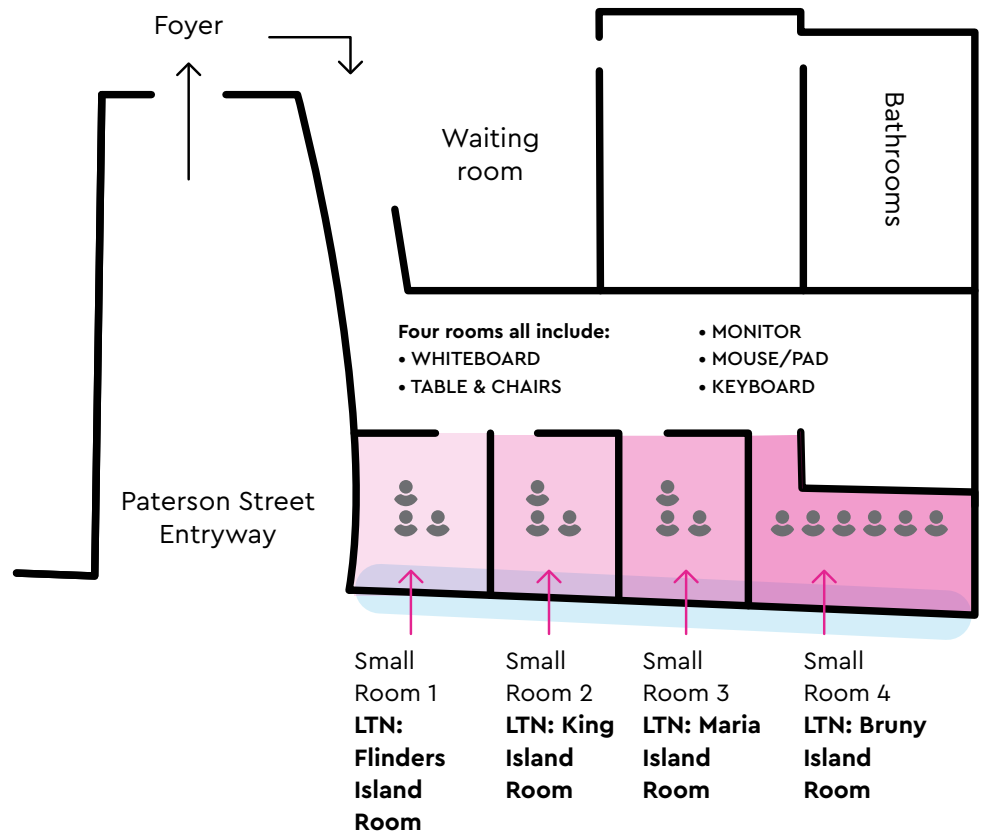 Foyer
Waiting
room
Bathrooms
Four rooms all include:
• WHITEBOARD
• TABLE & CHAIRS
• MONITOR
• MOUSE/PAD
• KEYBOARD
Paterson Street
Entryway
Small
Room 1
LTN:
Flinders
Island
Room
Small
Room 2
LTN: King
Island
Room
Small
Room 3
LTN: Maria
Island
Room
Small
Room 4
LTN: Bruny
Island
Room